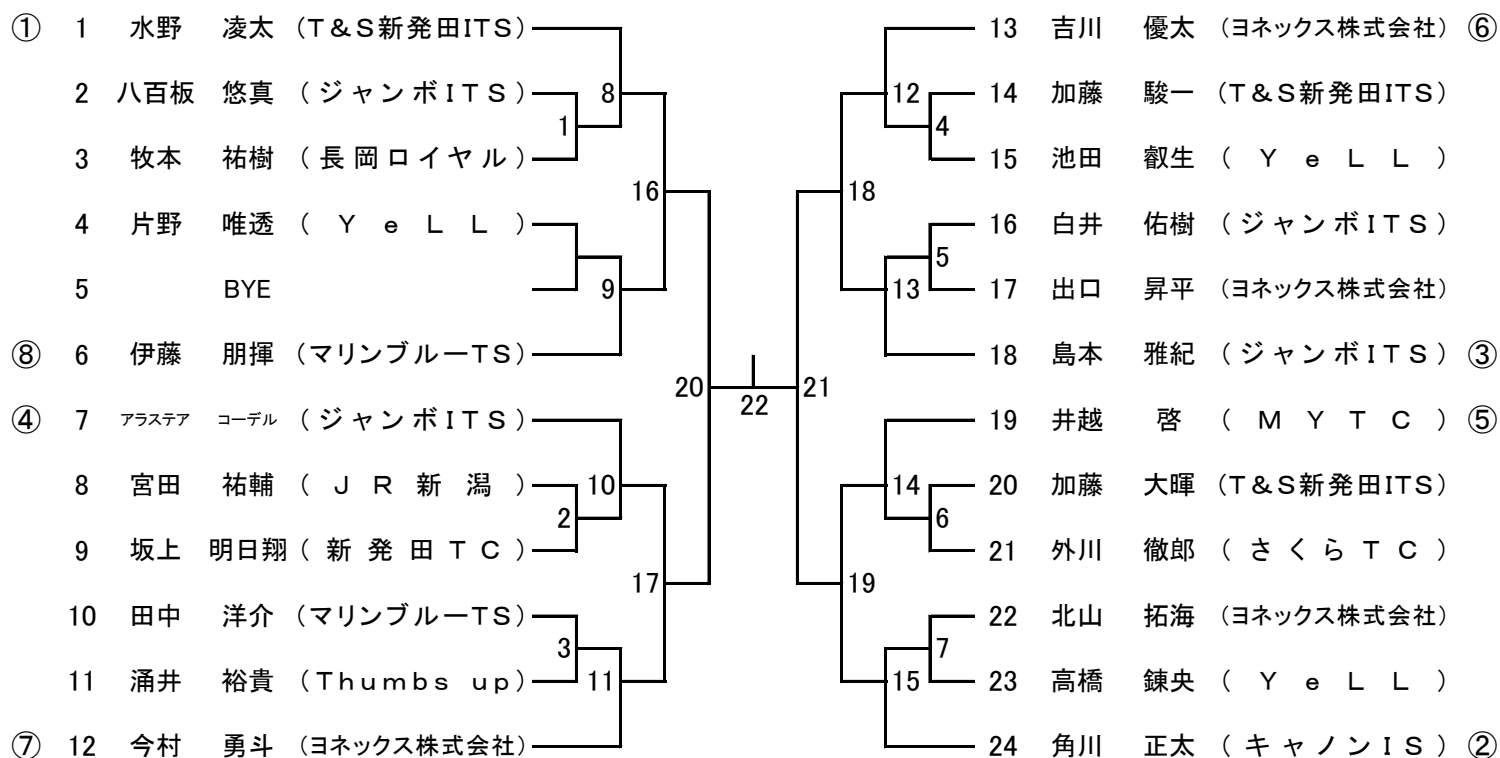 ① 1 水野 凌太 (T&S新発田ITS)
2 八百板 悠真 (ジャンボITS)
3 牧本 祐樹 (長岡ロイヤル)
4 片野 唯透 (YeLL)
5 BYE
⑧ 6 伊藤 朋揮 (マリンブルーTS)
④ 7 アラステア コーデル (ジャンボITS)
8 宮田 祐輔 (JR新潟)
9 坂上 明日翔 (新発田TC)
10 田中 洋介 (マリンブルーTS)
11 涌井 裕貴 (Thumbs up)
⑦ 12 今村 勇斗 (ヨネックス株式会社)
1
2
3
8
9
10
11
16
17
20
22
21
18
19
12
13
14
15
4
5
6
7
13 吉川 優太 (ヨネックス株式会社) ⑥
14 加藤 駿一 (T&S新発田ITS)
15 池田 叡生 (YeLL)
16 白井 佑樹 (ジャンボITS)
17 出口 昇平 (ヨネックス株式会社)
18 島本 雅紀 (ジャンボITS) ③
19 井越 啓 (MYTC) ⑤
20 加藤 大暉 (T&S新発田ITS)
21 外川 徹郎 (さくらTC)
22 北山 拓海 (ヨネックス株式会社)
23 高橋 錬央 (YeLL)
24 角川 正太 (キャノンIS) ②